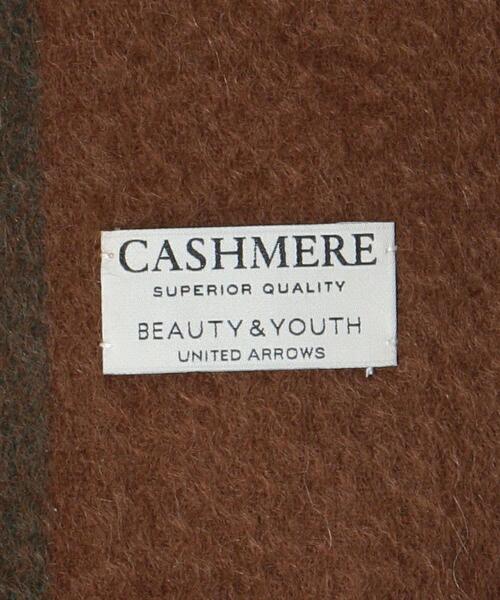 CASHMERE
SUPERIOR QUALITY
BEAUTY & YOUTH
UNITED ARROWS